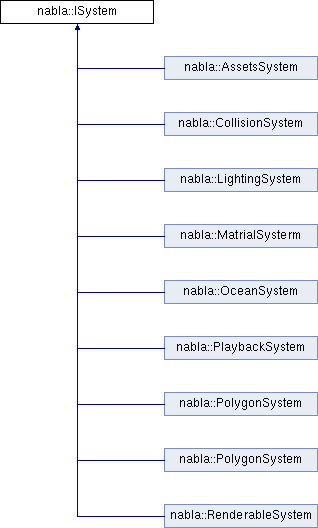 nabla::ISystem
nabla::AssetsSystem
nabla::CollisionSystem
nabla::LightingSystem
nabla::MatrialSysterm
nabla::OceanSystem
nabla::PlaybackSystem
nabla::PolygonSystem
nabla::PolygonSystem
nabla::RenderableSystem